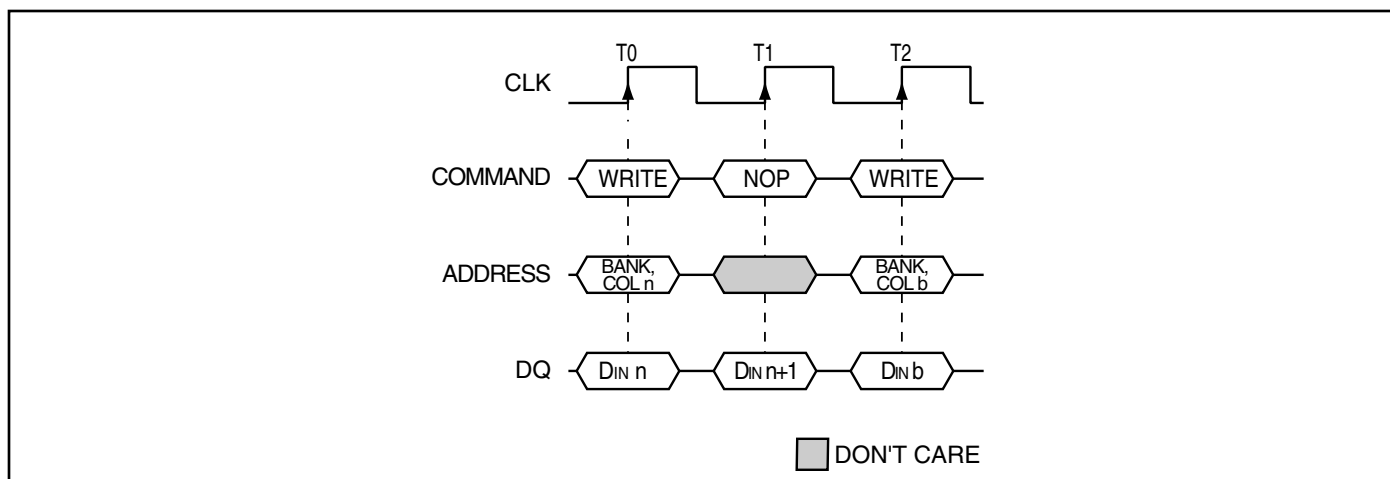 T0 T1 T2
CLK
COMMAND WRITE NOP WRITE
ADDRESS BANK, COL n BANK, COL b
DQ DIN n DIN n+1 DIN b
DON'T CARE